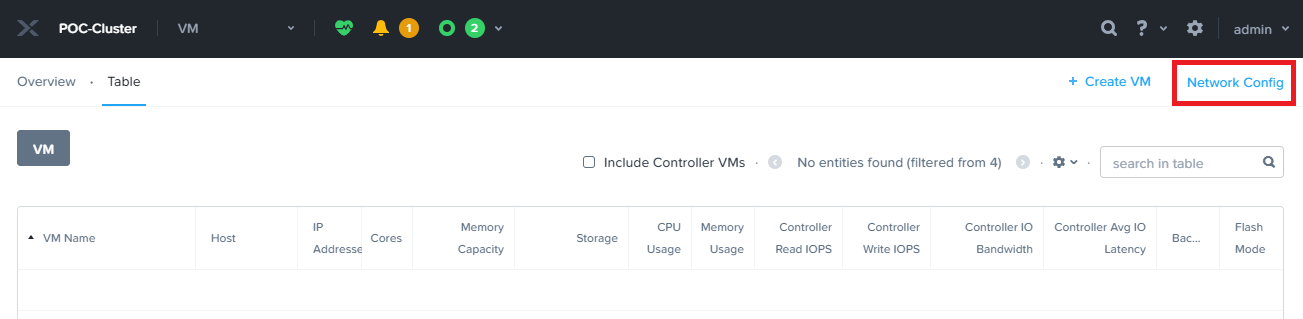 POC-Cluster VM 1 2 ? admin
Overview · Table + Create VM Network Config
VM
Include Controller VMs · No entities found (filtered from 4) · · search in table
VM Name Host IP Addresse Cores Memory Capacity Storage CPU Usage Memory Usage Controller Read IOPS Controller Write IOPS Controller IO Bandwidth Controller Avg IO Latency Bac... Flash Mode